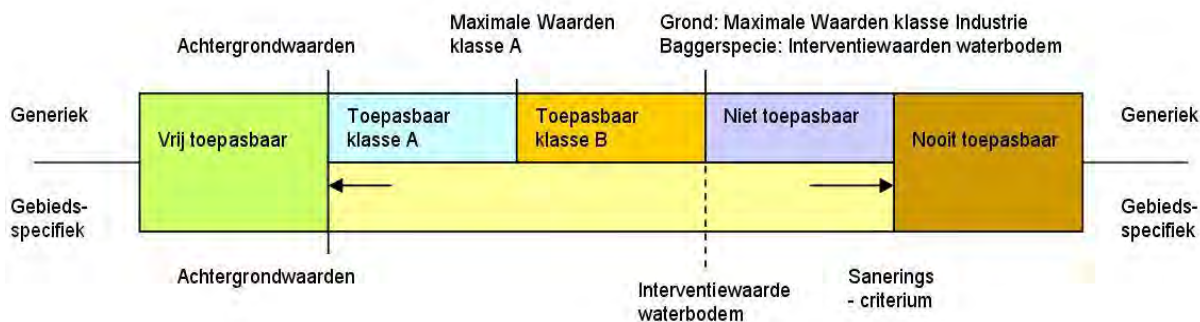 Maximale Waarden
klasse A
Grond: Maximale Waarden klasse Industrie
Baggerspecie: Interventiewaarden waterbodem
Achtergrondwaarden
Generiek
Vrij toepasbaar
Toepasbaar
klasse A
Toepasbaar
klasse B
Niet toepasbaar
Nooit toepasbaar
Generiek
Gebieds-
specifiek
Gebieds-
specifiek
Achtergrondwaarden
Interventiewaarde
waterbodem
Sanerings
- criterium